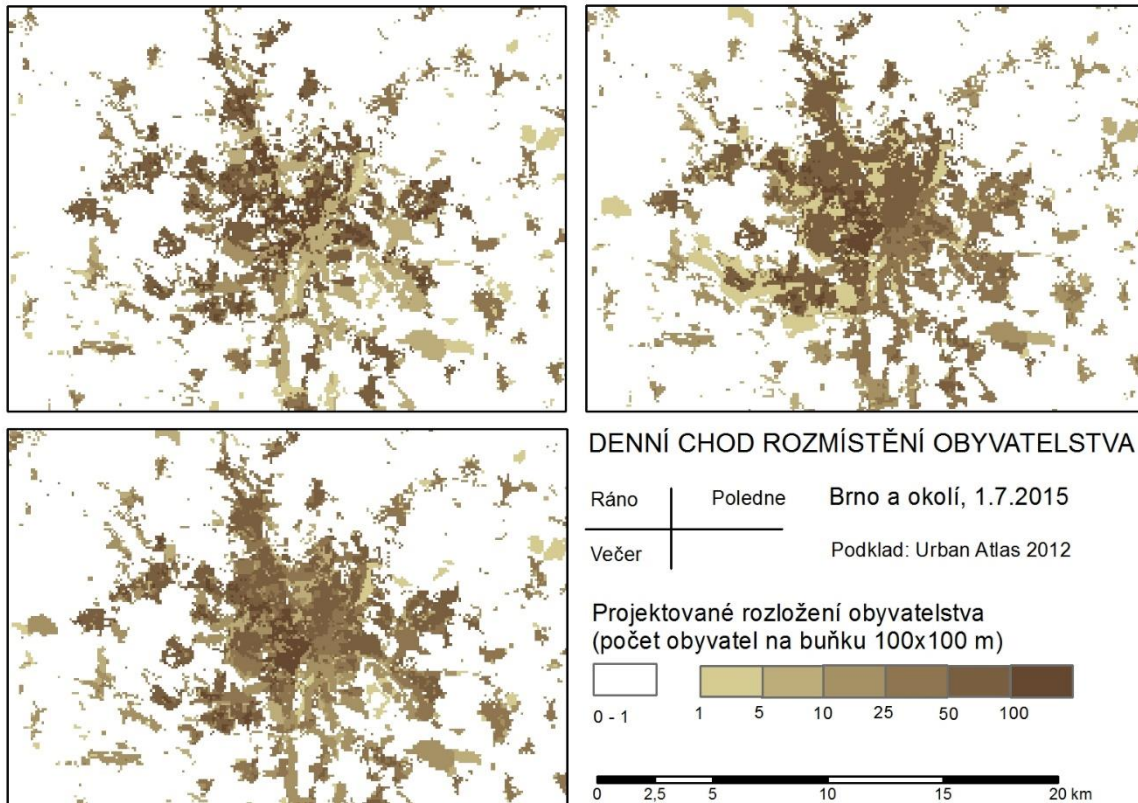 DENNÍ CHOD ROZMÍSTĚNÍ OBYVATELSTVA
Ráno Poledne
Večer
Brno a okolí, 1.7.2015
Podklad: Urban Atlas 2012
Projektované rozložení obyvatelstva
(počet obyvatel na buňku 100x100 m)
0 - 1 1 5 10 25 50 100
0 2,5 5 10 15 20 km